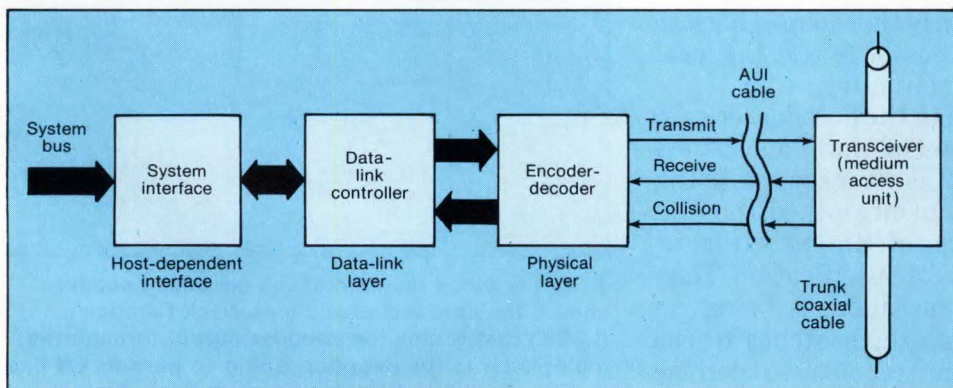 System
bus
System
interface
Host-dependent
interface
Data-
link
controller
Data-link
layer
Encoder-
decoder
Physical
layer
Transmit
Receive
Collision
AUI
cable
Transceiver
(medium
access
unit)
Trunk
coaxial
cable